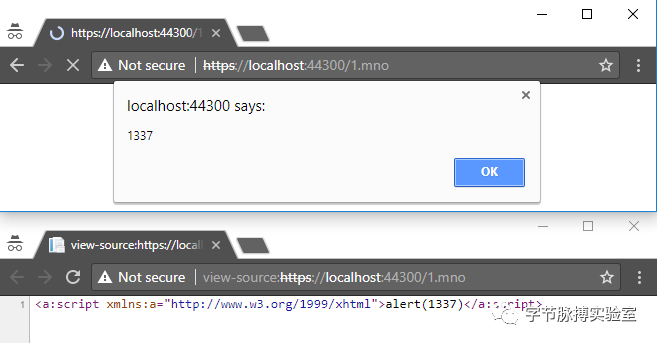 https://localhost:44300/1
Not secure https://localhost:44300/1.mno
localhost:44300 says:
1337
OK
view-source:https://local
Not secure view-source:https://localhost:44300/1.mno
1 <a:script xmlns:a="http://www.w3.org/1999/xhtml">alert(1337)</a:script>
字节脉搏实验室